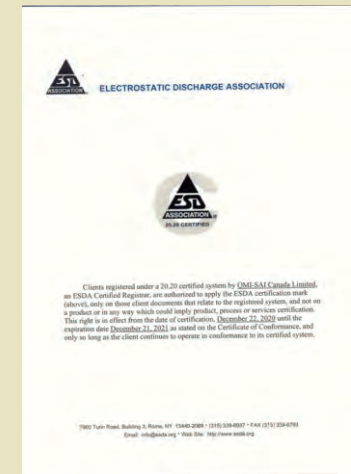 ESD
ASSOCIATION
ELECTROSTATIC DISCHARGE ASSOCIATION
ESD
ASSOCIATION
20.20 CERTIFIED
Clients registered under a 20.20 certified system by QMI-SAI Canada Limited,
an ESDA Certified Registrar, are authorized to apply the ESDA certification mark
(above), only on those client documents that relate to the registered system, and not on
a product or in any way which could imply product, process or services certification.
This right is in effect from the date of certification, December 22, 2020 until the
expiration date December 21, 2021 as stated on the Certificate of Conformance, and
only so long as the client continues to operate in conformance to its certified system.
7900 Turin Road, Building 3, Rome, NY 13440-2069 • (315) 339-6937 • FAX (315) 339-6793
Email: info@esda.org • Web Site: http://www.esda.org